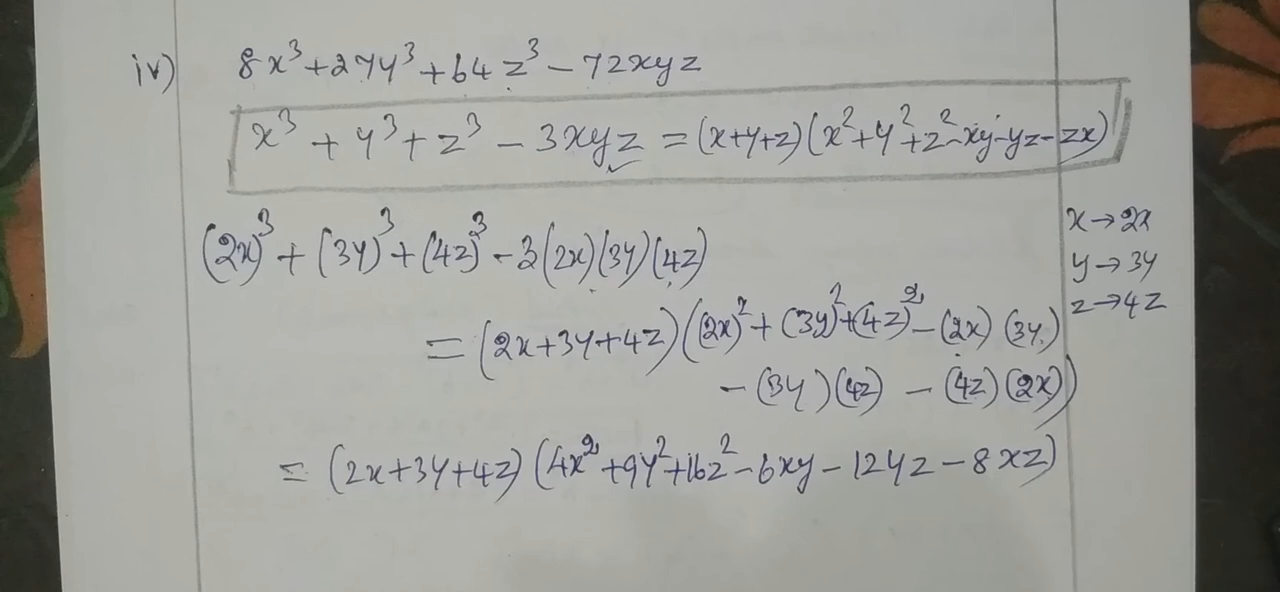 iv) 8x³+27y³+64z³-72xyz
x³+y³+z³-3xyz=(x+y+z)(x²+y²+z²-xy-yz-zx)
(2x)³+(3y)³+(4z)³-3(2x)(3y)(4z)
x→2x
y→3y
z→4z
=(2x+3y+4z)((2x)²+(3y)²+(4z)²-(2x)(3y)
-(3y)(4z)-(4z)(2x))
=(2x+3y+4z)(4x²+9y²+16z²-6xy-12yz-8xz)